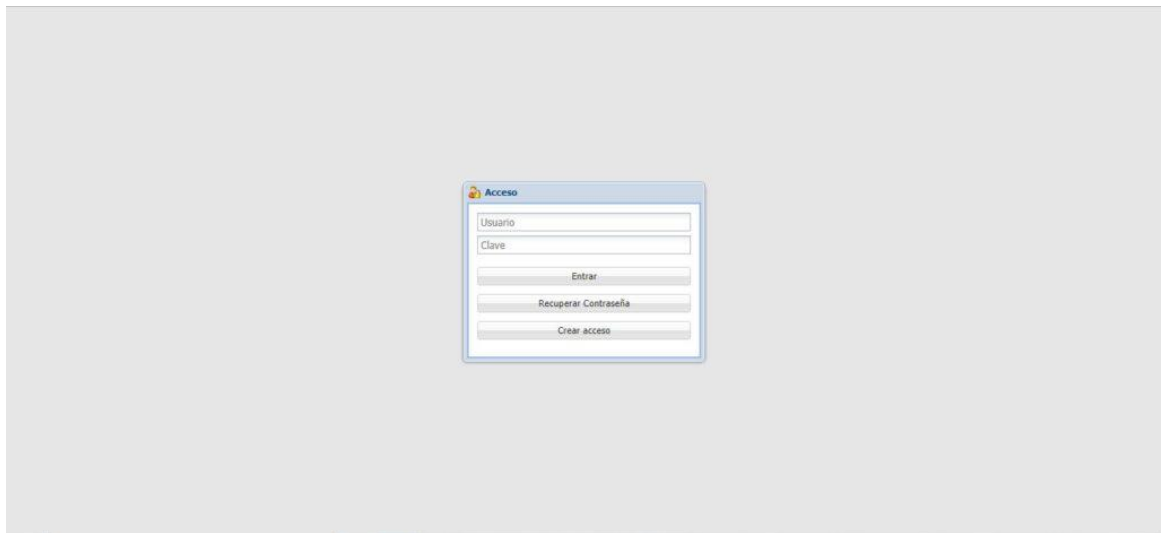 Acceso
Usuario
Clave
Entrar
Recuperar Contraseña
Crear acceso